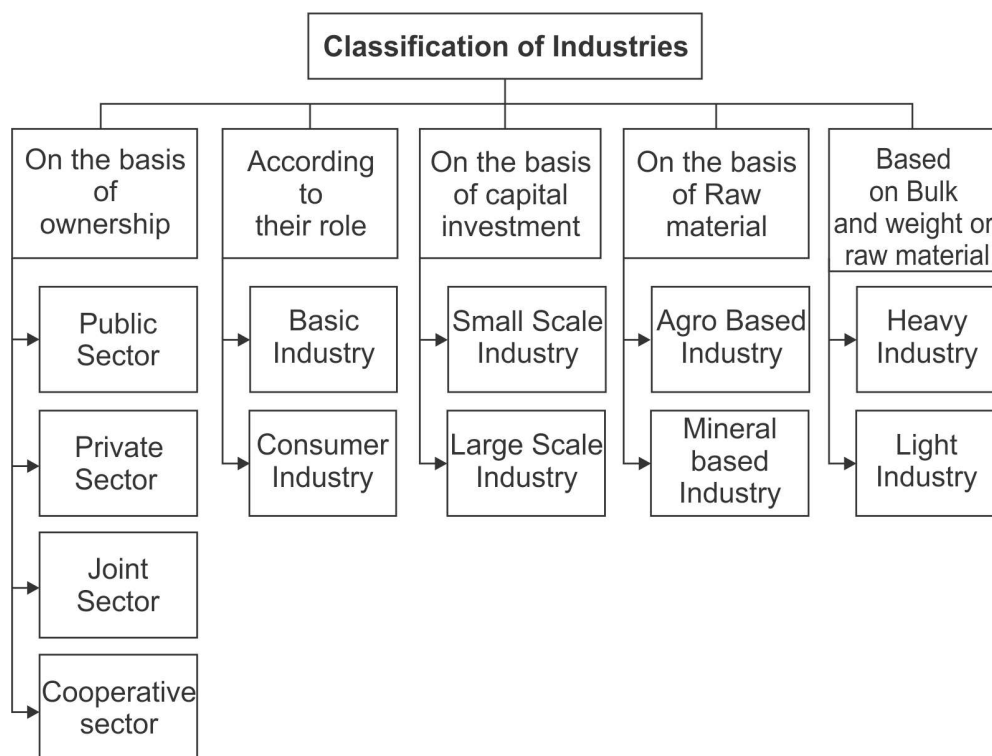 Classification of Industries
On the basis
of
ownership
Public
Sector
Private
Sector
Joint
Sector
Cooperative
sector
According
to
their role
Basic
Industry
Consumer
Industry
On the basis
of capital
investment
Small Scale
Industry
Large Scale
Industry
On the basis
of Raw
material
Agro Based
Industry
Mineral
based
Industry
Based
on Bulk
and weight or
raw material
Heavy
Industry
Light
Industry